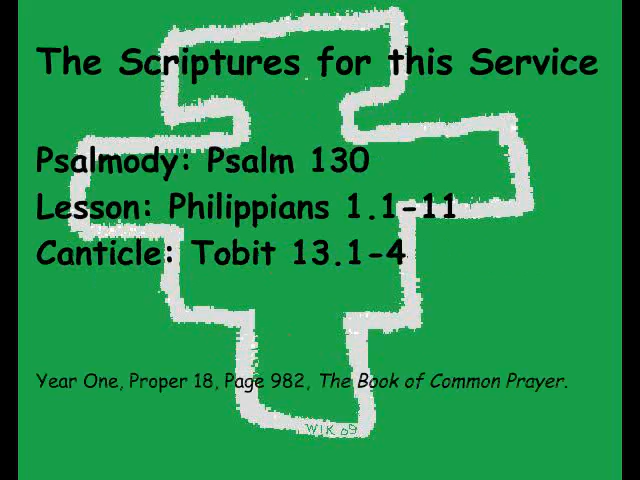 The Scriptures for this Service
Psalmody: Psalm 130
Lesson: Philippians 1.1-11
Canticle: Tobit 13.1-4
Year One, Proper 18, Page 982, The Book of Common Prayer.
WIK 09